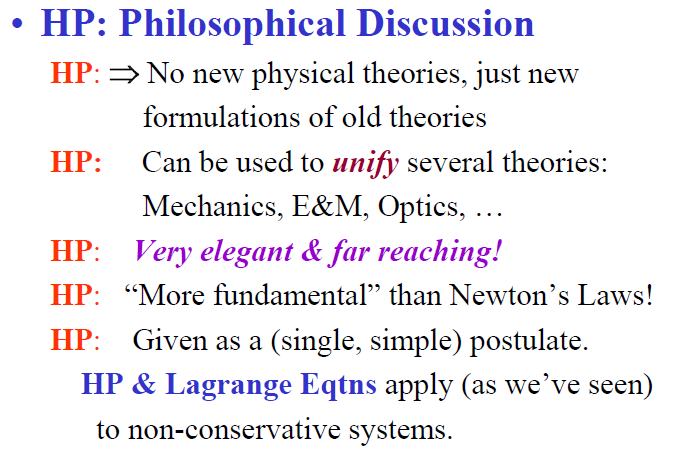 • HP: Philosophical Discussion
HP: ⇒ No new physical theories, just new
formulations of old theories
HP: Can be used to unify several theories:
Mechanics, E&M, Optics, …
HP: Very elegant & far reaching!
HP: “More fundamental” than Newton’s Laws!
HP: Given as a (single, simple) postulate.
HP & Lagrange Eqtns apply (as we’ve seen)
to non-conservative systems.